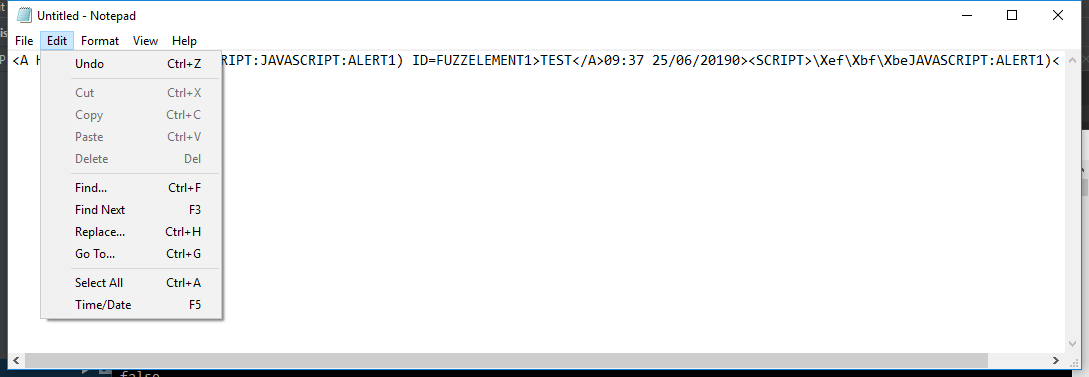 Untitled - Notepad
File Edit Format View Help
<A H RIPT:JAVASCRIPT:ALERT1) ID=FUZZELEMENT1>TEST</A>09:37 25/06/20190><SCRIPT>\Xef\Xbf\XbeJAVASCRIPT:ALERT1)<
Undo Ctrl+Z
Cut Ctrl+X
Copy Ctrl+C
Paste Ctrl+V
Delete Del
Find... Ctrl+F
Find Next F3
Replace... Ctrl+H
Go To... Ctrl+G
Select All Ctrl+A
Time/Date F5
false